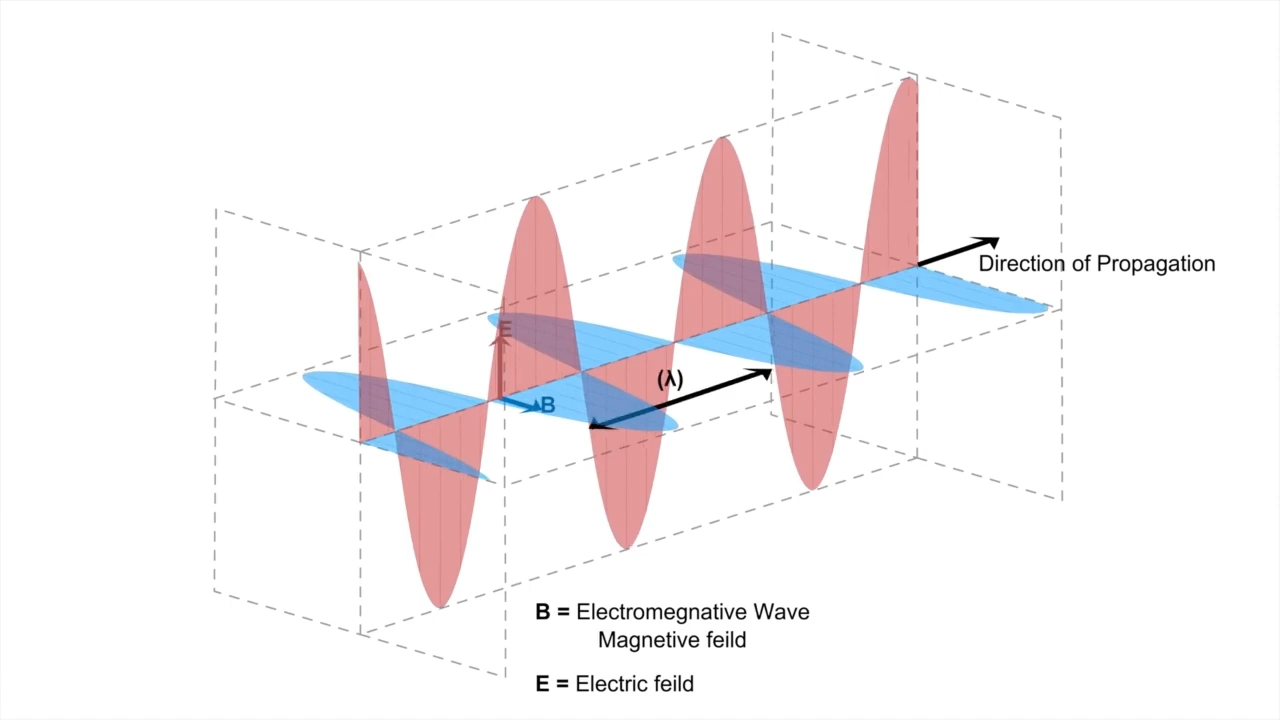 E
Direction of Propagation
(λ)
B
B = Electromegnative Wave
Magnetive feild
E = Electric feild